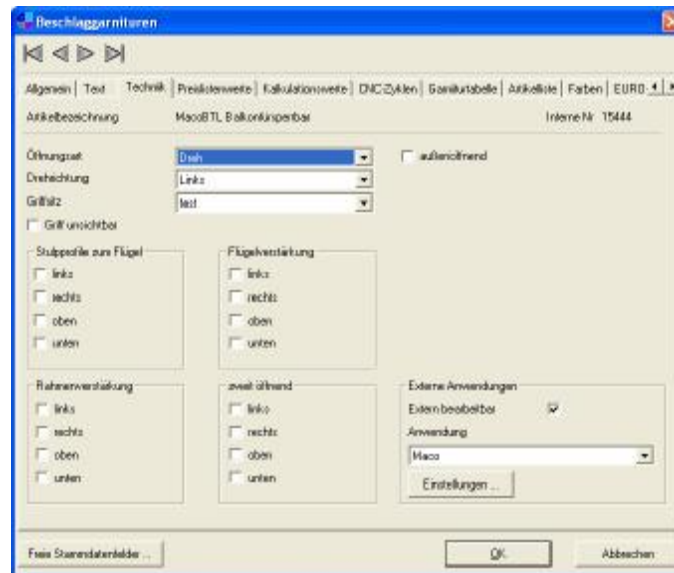 Beschlaggarnituren
Allgemein Text Technik Preislistenwerte Kalkulationswerte CNC-Zyklen Garniturtabelle Artikelliste Farben EURO
Artikelbezeichnung MacoBTL Balkontürsperrbar Interne Nr 15444
Öffnungsart Dreh außenöffnend
Drehrichtung Links
Griffsitz fest
Griff unsichtbar
Stulpprofile zum Flügel Flügelverstärkung
links links
rechts rechts
oben oben
unten unten
Rahmenverstärkung zweit öffnend Externe Anwendungen
links links Extern bearbeitbar
rechts rechts Anwendung
oben oben Maco
unten unten Einstellungen ...
Freie Stammdatenfelder ... OK Abbrechen